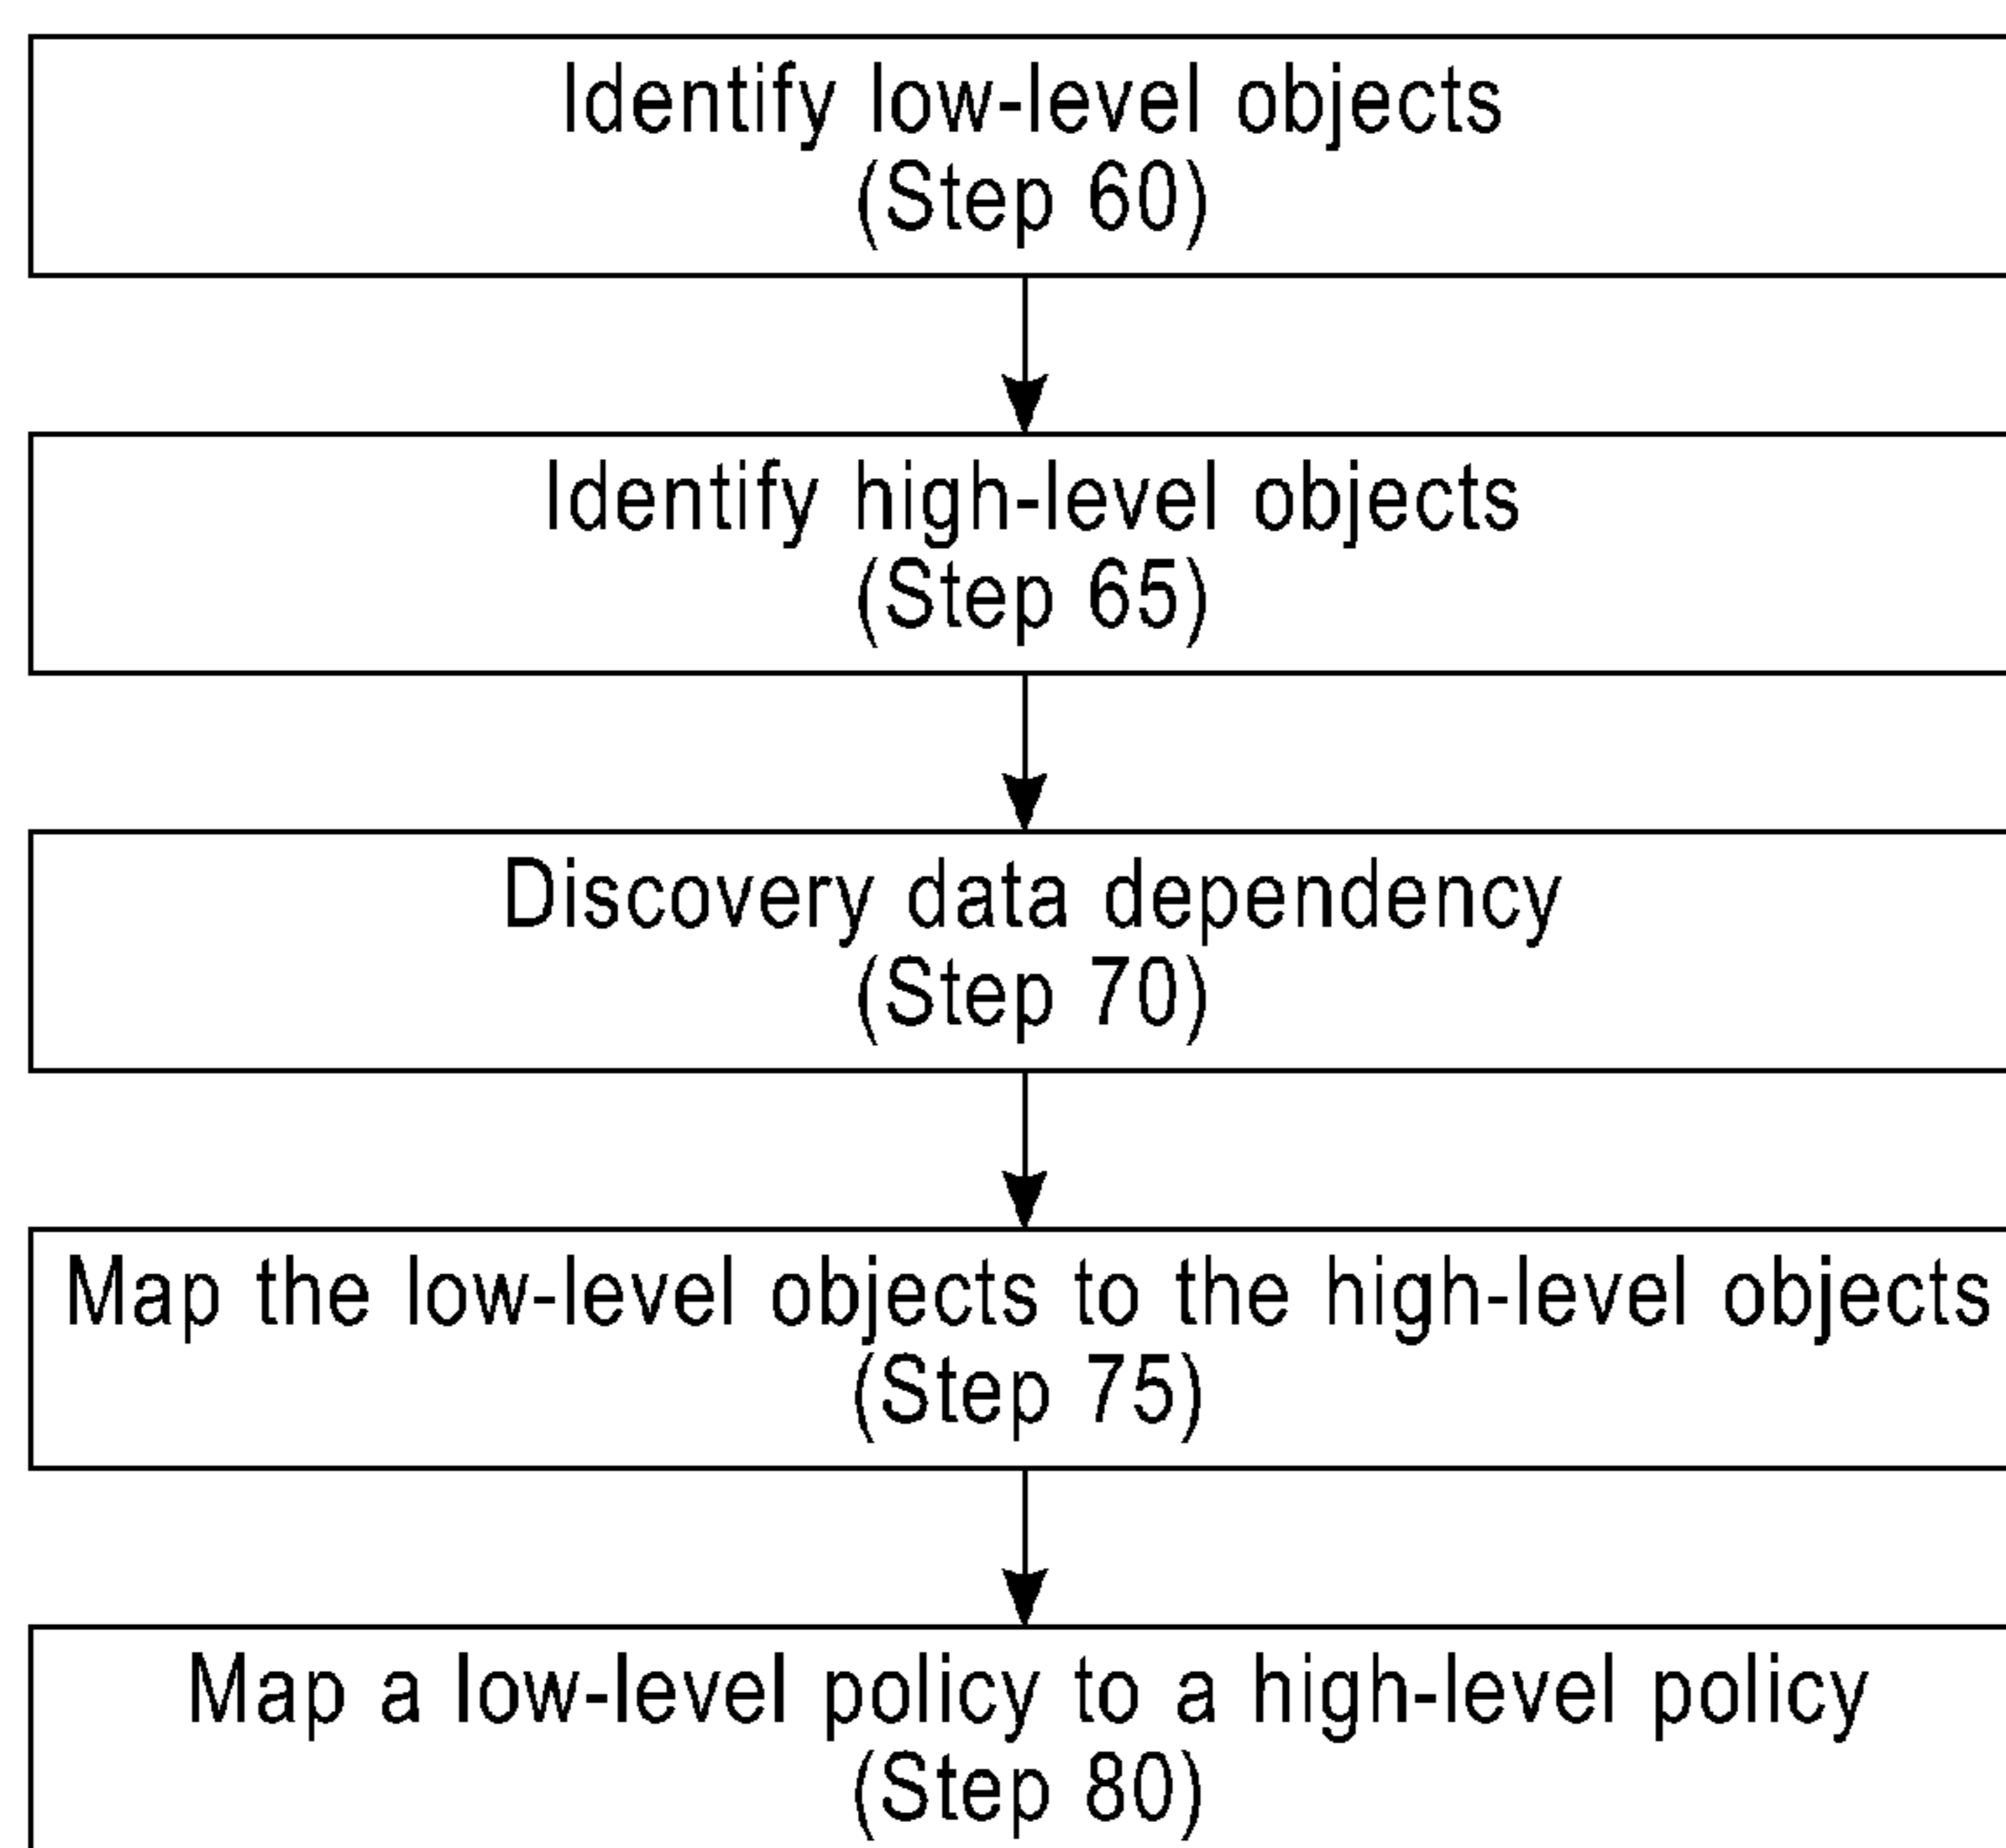 Identify low-level objects
(Step 60)
Identify high-level objects
(Step 65)
Discovery data dependency
(Step 70)
Map the low-level objects to the high-level objects
(Step 75)
Map a low-level policy to a high-level policy
(Step 80)